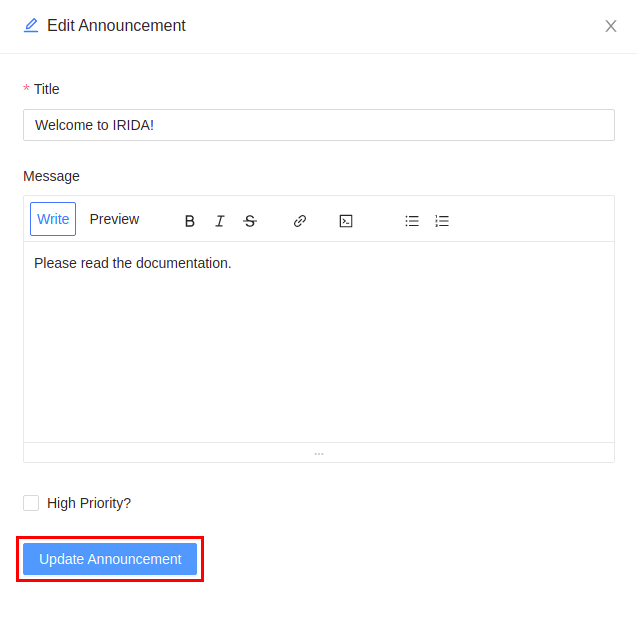 Edit Announcement
* Title
Welcome to IRIDA!
Message
Write Preview B I S
Please read the documentation.
High Priority?
Update Announcement